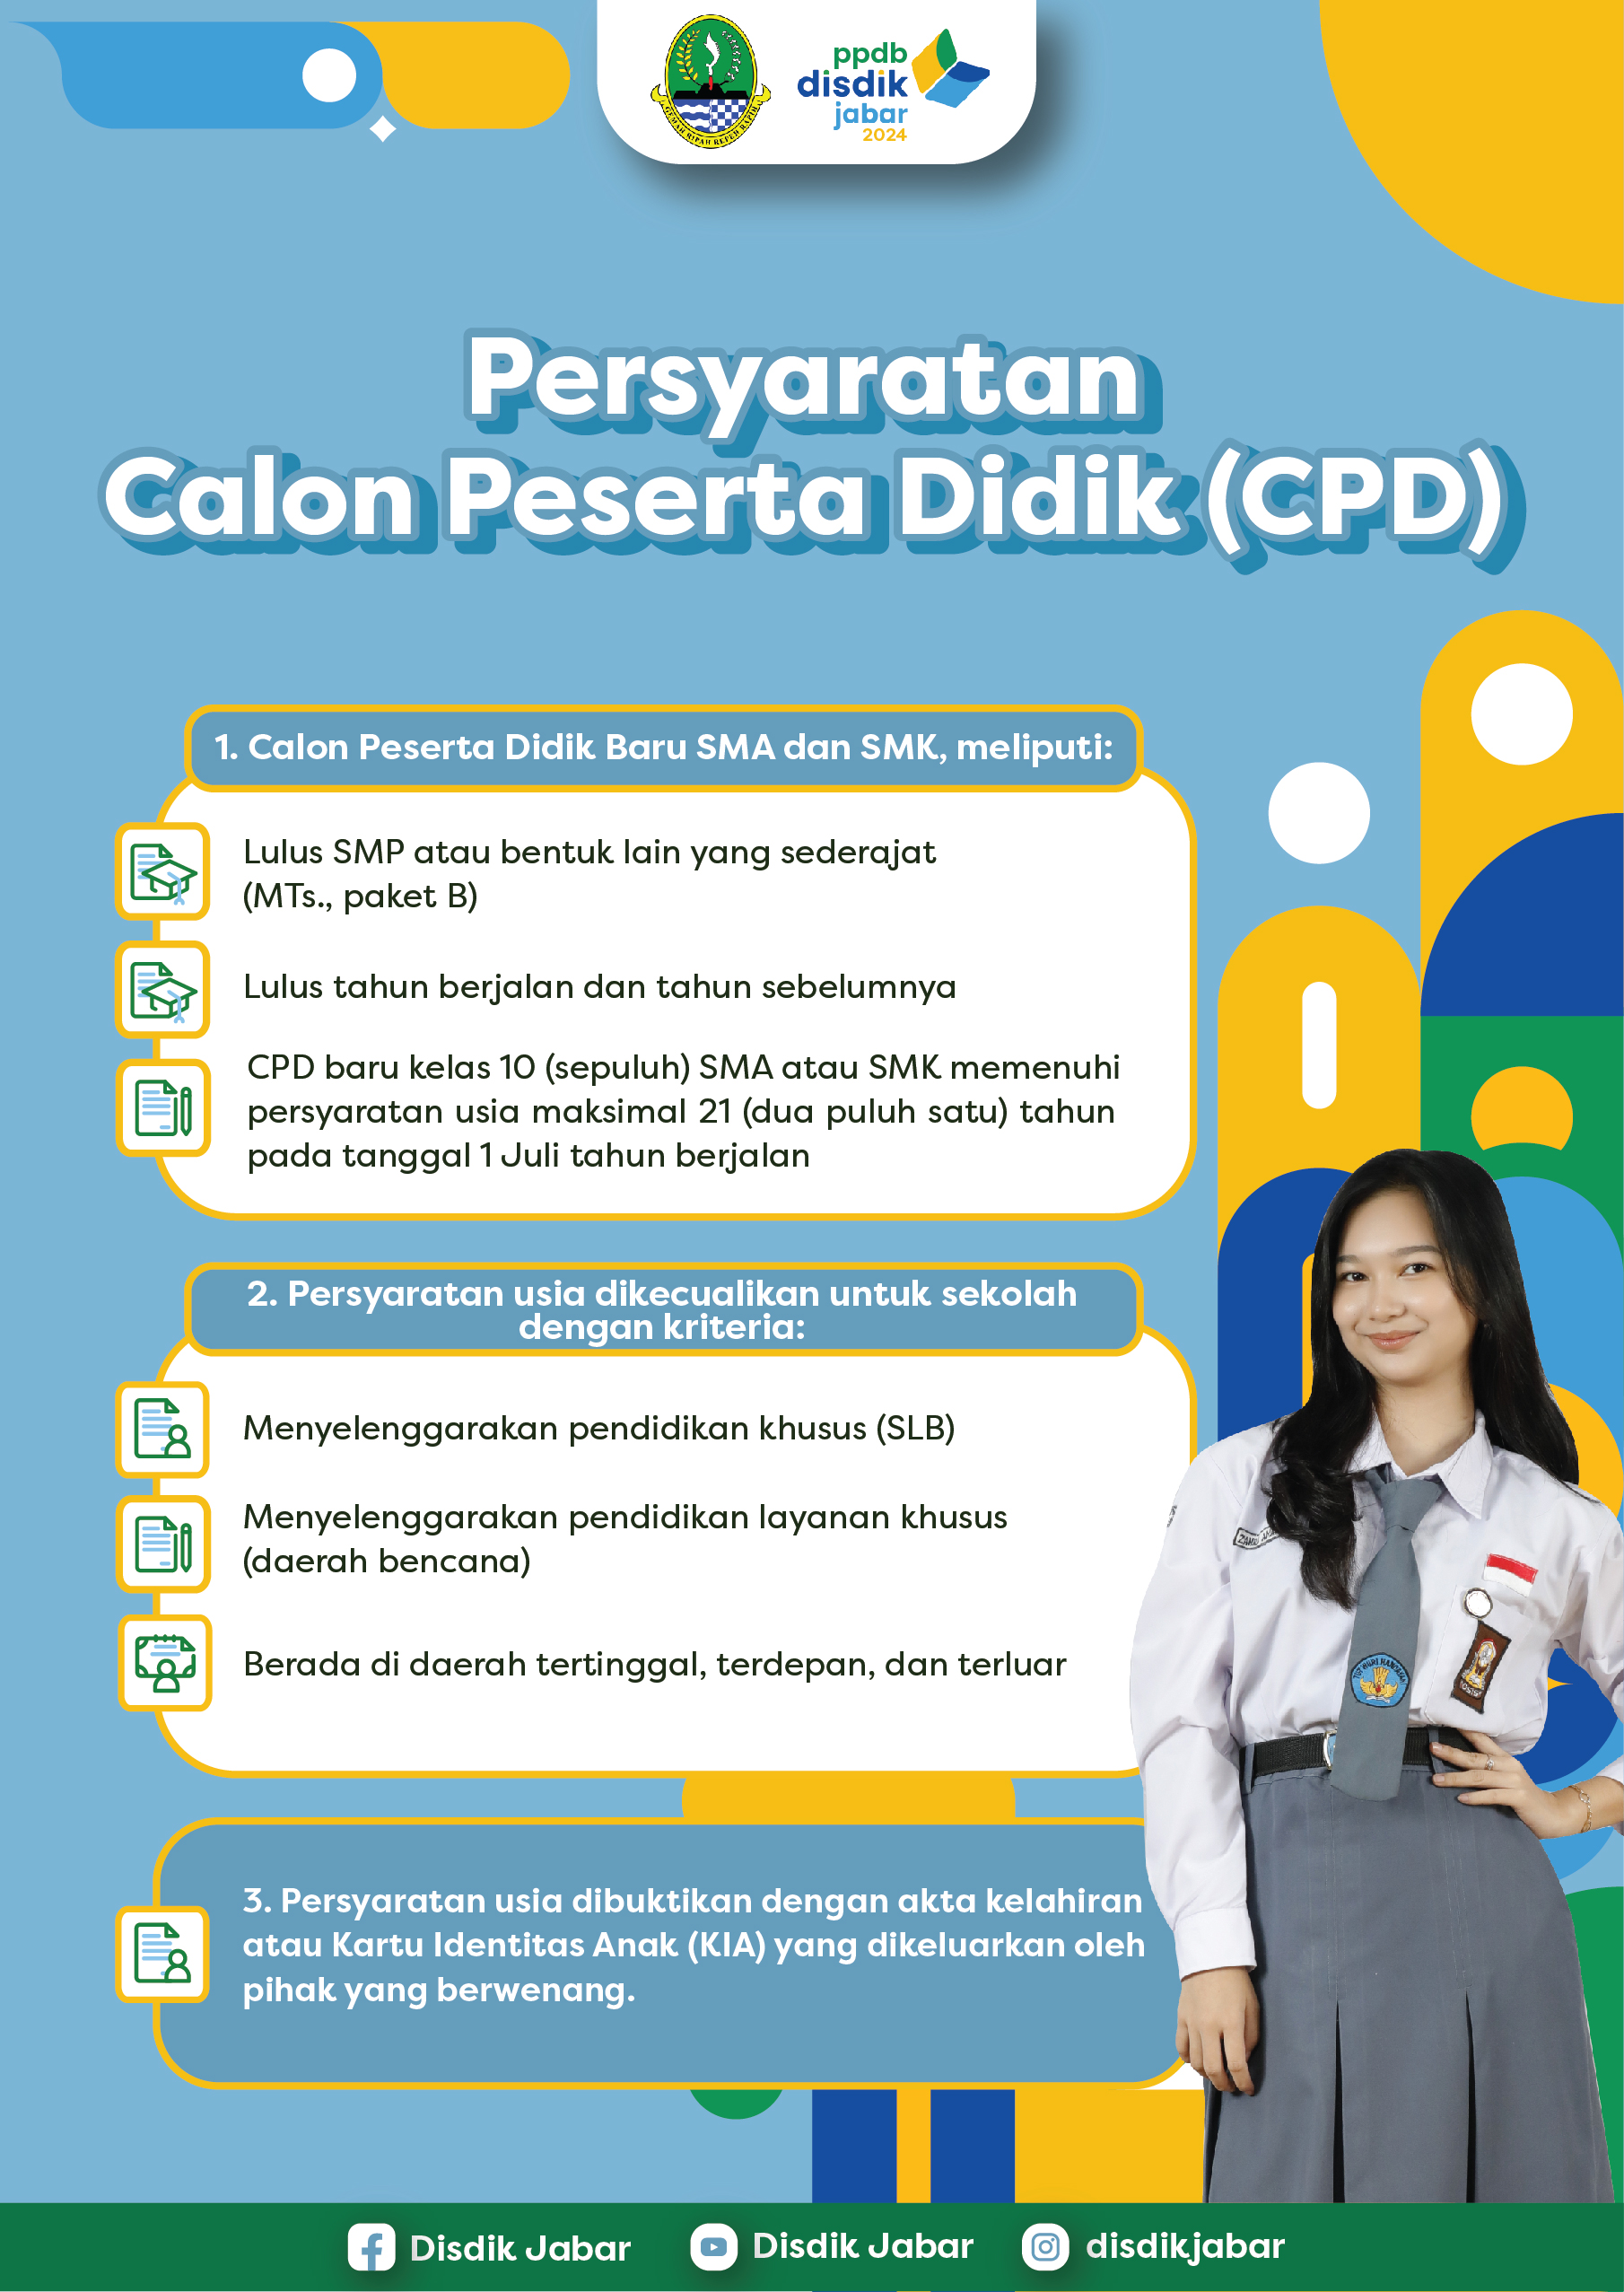 GEMAH RIPAH REPEH RAPIH
ppdb
disdik
jabar
2024
Persyaratan
Calon Peserta Didik (CPD)
1. Calon Peserta Didik Baru SMA dan SMK, meliputi:
Lulus SMP atau bentuk lain yang sederajat
(MTs., paket B)
Lulus tahun berjalan dan tahun sebelumnya
CPD baru kelas 10 (sepuluh) SMA atau SMK memenuhi
persyaratan usia maksimal 21 (dua puluh satu) tahun
pada tanggal 1 Juli tahun berjalan
2. Persyaratan usia dikecualikan untuk sekolah
dengan kriteria:
Menyelenggarakan pendidikan khusus (SLB)
Menyelenggarakan pendidikan layanan khusus
(daerah bencana)
Berada di daerah tertinggal, terdepan, dan terluar
3. Persyaratan usia dibuktikan dengan akta kelahiran
atau Kartu Identitas Anak (KIA) yang dikeluarkan oleh
pihak yang berwenang.
Disdik Jabar
Disdik Jabar
disdikjabar